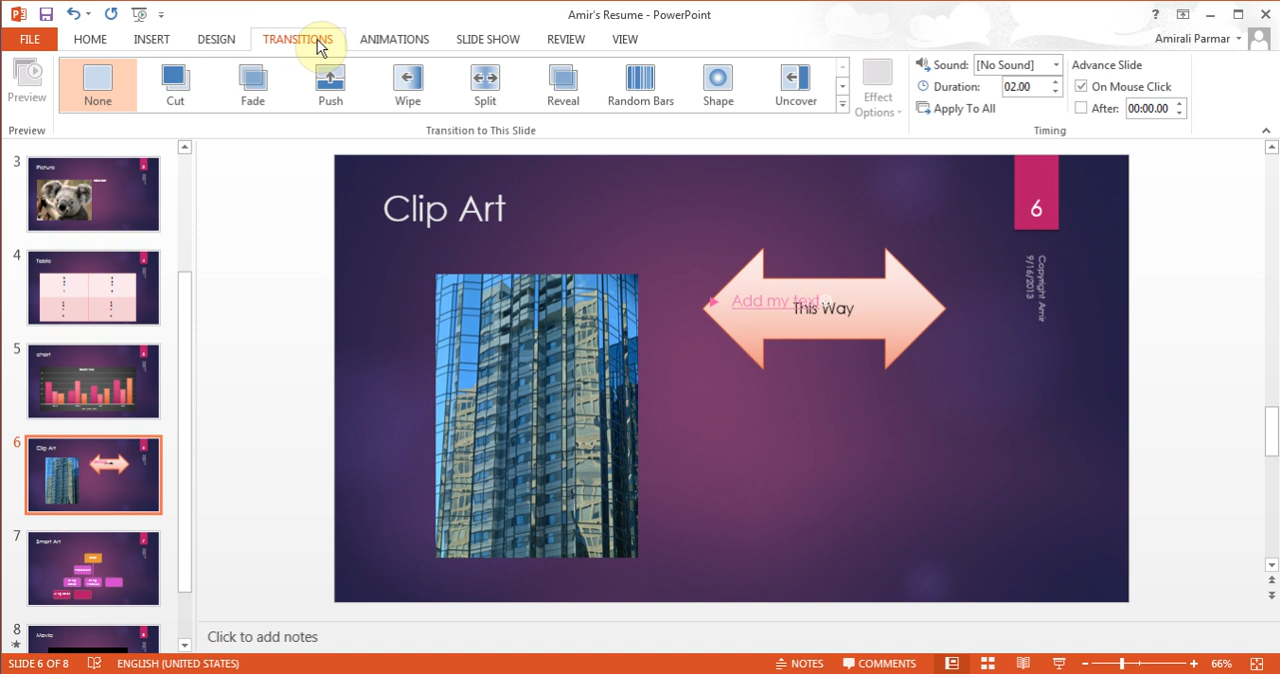 Amir's Resume - PowerPoint
?
FILE
HOME
INSERT
DESIGN
TRANSITIONS
ANIMATIONS
SLIDE SHOW
REVIEW
VIEW
Amirali Parmar
Preview
None
Cut
Fade
Push
Wipe
Split
Reveal
Random Bars
Shape
Uncover
Effect
Options
Sound: [No Sound]
Duration: 02.00
Apply To All
Advance Slide
On Mouse Click
After: 00:00.00
Preview
Transition to This Slide
Timing
3
Picture
4
Table
5
chart
6
Clip Art
7
Smart Art
8
Movie
Clip Art
6
Copyright Amir
9/16/2013
Add my text
This Way
Click to add notes
SLIDE 6 OF 8
ENGLISH (UNITED STATES)
NOTES
COMMENTS
66%